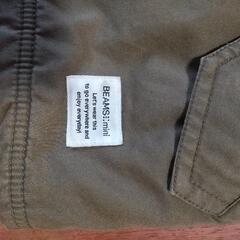 BEAMS mini
Let's wear this
to go everywhere and
enjoy everyday!